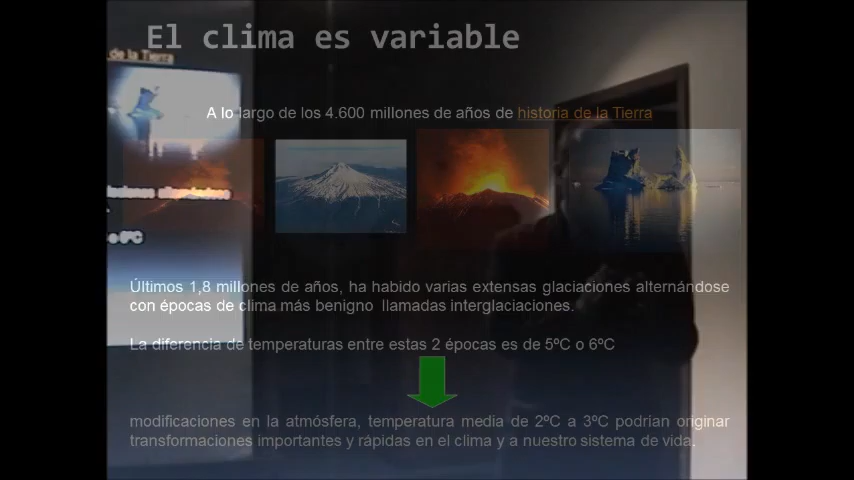 El clima es variable
de la Tierra
A lo largo de los 4.600 millones de años de historia de la Tierra
Últimos 1,8 millones de años, ha habido varias extensas glaciaciones alternándose
con épocas de clima más benigno llamadas interglaciaciones.
La diferencia de temperaturas entre estas 2 épocas es de 5ºC o 6ºC
modificaciones en la atmósfera, temperatura media de 2ºC a 3ºC podrían originar
transformaciones importantes y rápidas en el clima y a nuestro sistema de vida.